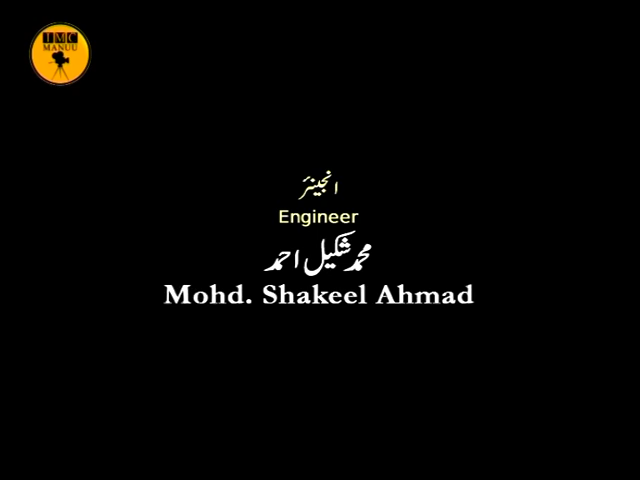 IMC
MANUU
انجینئر
Engineer
محمد شکیل احمد
Mohd. Shakeel Ahmad